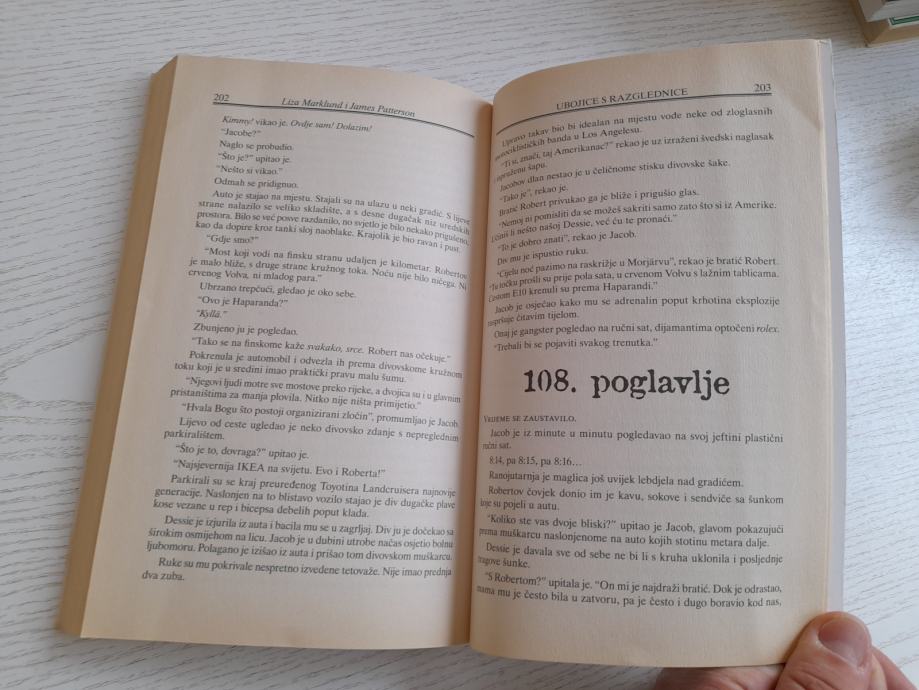 202
Liza Marklund i James Patterson
Kimmy! vikao je. Ovdje sam! Dolazim!
"Jacobe?"
Naglo se probudio.
"Što je?" upitao je.
"Nešto si vikao."
Odmah se pridignuo.
Auto je stajao na mjestu. Stajali su na ulazu u neki gradić. S lijeve
strane nalazilo se veliko skladište, a s desne dugačak niz uredskih
prostora. Bilo se već posve razdanilo, no svjetlo je bilo nekako prigušeno,
kao da dopire kroz tanki sloj naoblake. Krajolik je bio ravan i pust.
"Gdje smo?"
"Most koji vodi na finsku stranu udaljen je kilometar. Robertov
je malo bliže, s druge strane kružnog toka. Noću nije bilo ničega. Ni
crvenog Volva, ni mladog para."
Ubrzano trepčući, gledao je oko sebe.
"Ovo je Haparanda?"
"Kyllä."
Zbunjeno ju je pogledao.
"Tako se na finskome kaže svakako, srce. Robert nas očekuje."
Pokrenula je automobil i odvezla ih prema divovskome kružnom
toku koji je u sredini imao praktički pravu malu šumu.
"Njegovi ljudi motre sve mostove preko rijeke, a dvojica su i u glavnim
pristaništima za manja plovila. Nitko nije ništa primijetio."
"Hvala Bogu što postoji organizirani zločin", promumljao je Jacob.
Lijevo od ceste ugledao je neko divovsko zdanje s nepreglednim
parkiralištem.
"Što je to, dovraga?" upitao je.
"Najsjevernija IKEA na svijetu. Evo i Roberta!"
Parkirali su se kraj preuređenog Toyotina Landcruisera najnovije
generacije. Naslonjen na to blistavo vozilo stajao je div dugačke plave
kose vezane u rep i bicepsa debelih poput klada.
Dessie je izjurila iz auta i bacila mu se u zagrljaj. Div ju je dočekao sa
širokim osmijehom na licu. Jacob je u dubini utrobe načas osjetio bolnu
ljubomoru. Polagano je izišao iz auta i prišao tom divovskom muškarcu.
Ruke su mu pokrivale nespretno izvedene tetovaže. Nije imao prednja
dva zuba.
UBOJICE S RAZGLEDNICE
203
Upravo takav bio bi idealan na mjestu vođe neke od zloglasnih
motociklističkih banda u Los Angelesu.
"Ti si, znači, taj Amerikanac?" rekao je uz izraženi švedski naglasak
i ispruženu šapu.
Jacobov dlan nestao je u čeličnome stisku divovske šake.
"Tako je", rekao je.
Bratić Robert privukao ga je bliže i prigušio glas.
"Nemoj ni pomisliti da se možeš sakriti samo zato što si iz Amerike.
Učiniš li nešto našoj Dessie, već ću te pronaći."
"To je dobro znati", rekao je Jacob.
Div mu je ispustio ruku.
"Cijelu noć pazimo na raskrižje u Morjärvu", rekao je bratić Robert.
"Tu točku prošli su prije pola sata, u crvenom Volvu s lažnim tablicama.
Cestom E10 krenuli su prema Haparandi."
Jacob je osjećao kako mu se adrenalin poput krhotina eksplozije
raspršuje čitavim tijelom.
Onaj je gangster pogledao na ručni sat, dijamantima optočeni rolex.
"Trebali bi se pojaviti svakog trenutka."
108. poglavlje
VRIJEME SE ZAUSTAVILO.
Jacob je iz minute u minutu pogledavao na svoj jeftini plastični
ručni sat.
8:14, pa 8:15, pa 8:16...
Ranojutarnja je maglica još uvijek lebdjela nad gradićem.
Robertov čovjek donio im je kavu, sokove i sendviče sa šunkom
koje su pojeli u autu.
"Koliko ste vas dvoje bliski?" upitao je Jacob, glavom pokazujući
prema muškarcu naslonjenome na auto kojih stotinu metara dalje.
Dessie je davala sve od sebe ne bi li s kruha uklonila i posljednje
tragove šunke.
"S Robertom?" upitala je. "On mi je najdraži bratić. Dok je odrastao,
mama mu je često bila u zatvoru, pa je često i dugo boravio kod nas,